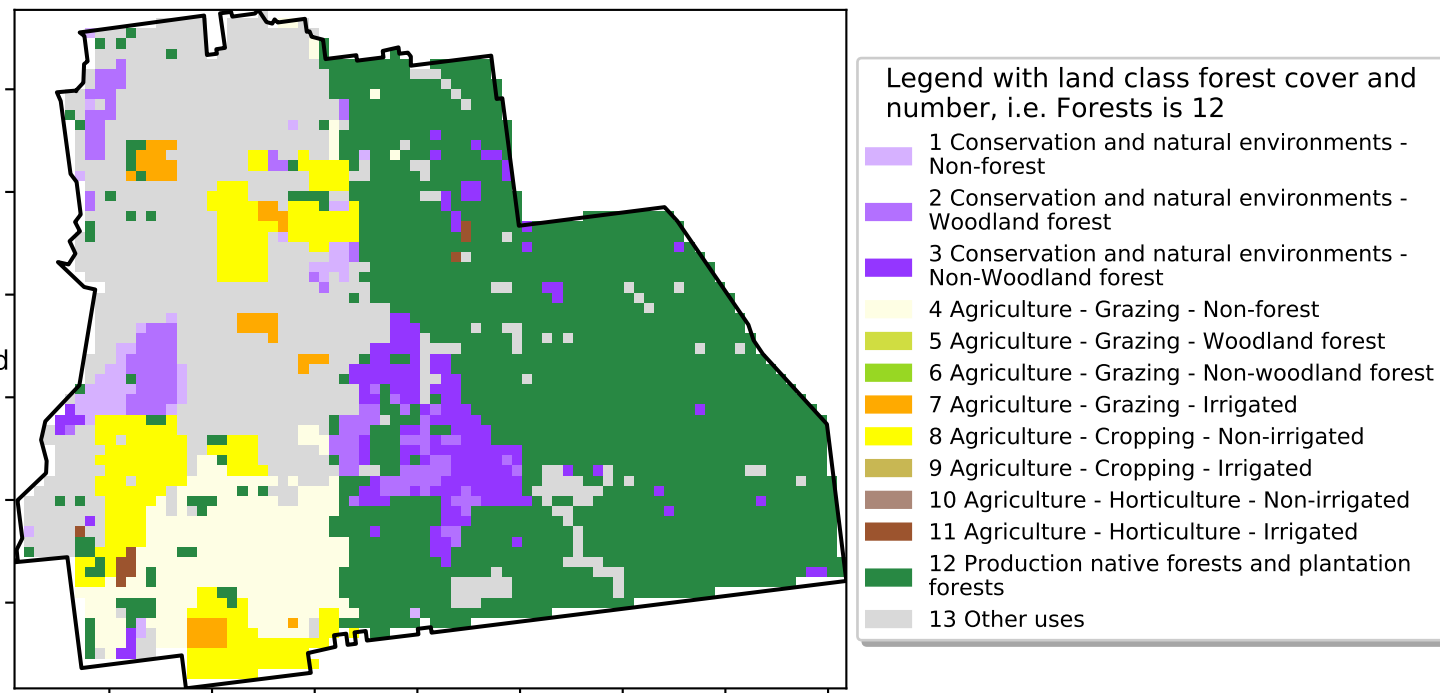 d
Legend with land class forest cover and
number, i.e. Forests is 12
1 Conservation and natural environments -
Non-forest
2 Conservation and natural environments -
Woodland forest
3 Conservation and natural environments -
Non-Woodland forest
4 Agriculture - Grazing - Non-forest
5 Agriculture - Grazing - Woodland forest
6 Agriculture - Grazing - Non-woodland forest
7 Agriculture - Grazing - Irrigated
8 Agriculture - Cropping - Non-irrigated
9 Agriculture - Cropping - Irrigated
10 Agriculture - Horticulture - Non-irrigated
11 Agriculture - Horticulture - Irrigated
12 Production native forests and plantation
forests
13 Other uses